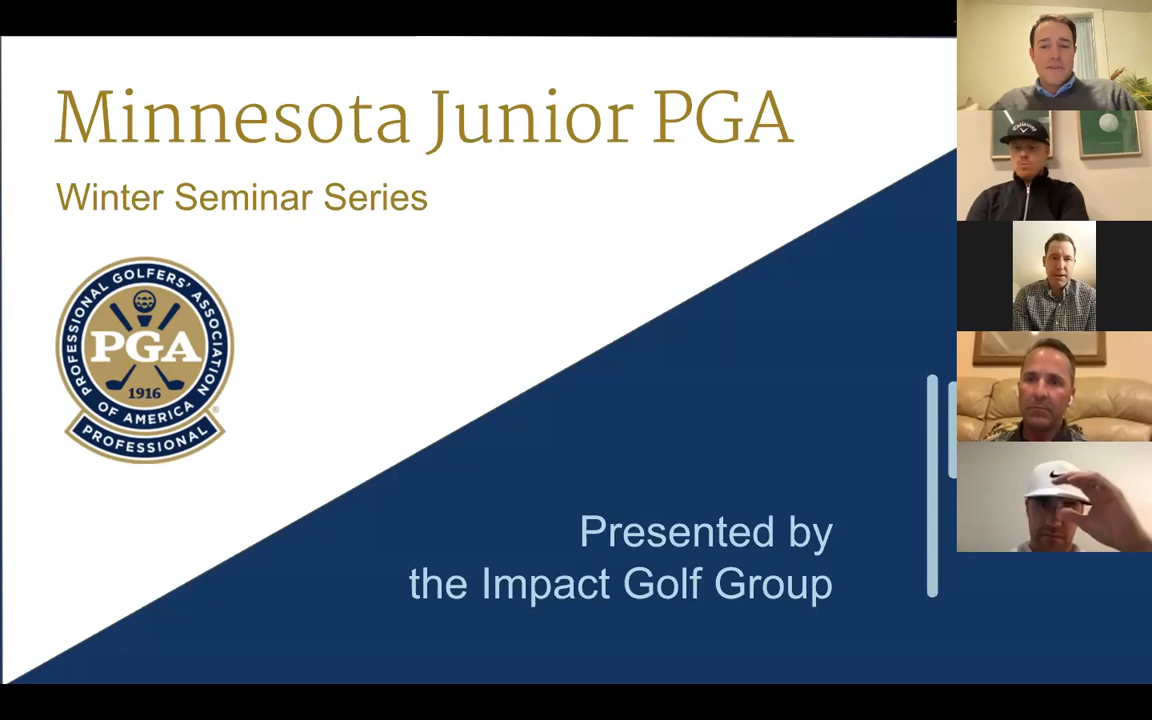 Minnesota Junior PGA
Winter Seminar Series
PROFESSIONAL GOLFERS' ASSOCIATION
PGA
1916
OF AMERICA
®
PROFESSIONAL
Presented by
the Impact Golf Group
Callaway